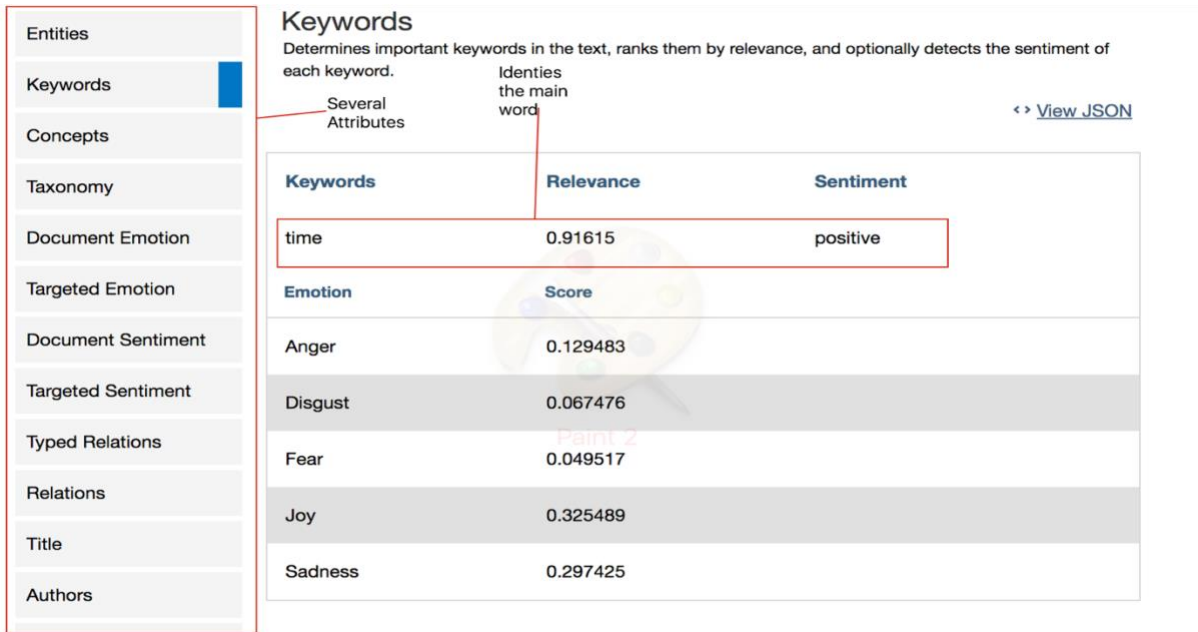 Entities
Keywords
Concepts
Taxonomy
Document Emotion
Targeted Emotion
Document Sentiment
Targeted Sentiment
Typed Relations
Relations
Title
Authors
Keywords
Determines important keywords in the text, ranks them by relevance, and optionally detects the sentiment of
each keyword.
Several
Attributes
Identies
the main
word
<> View JSON
Keywords Relevance Sentiment
time 0.91615 positive
Emotion Score
Anger 0.129483
Disgust 0.067476
Paint 2
Fear 0.049517
Joy 0.325489
Sadness 0.297425